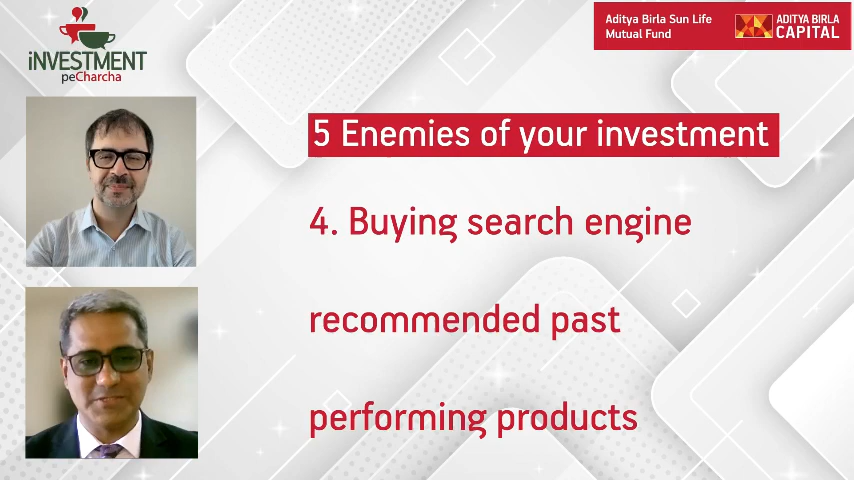 iNVESTMENT
peCharcha
Aditya Birla Sun Life
Mutual Fund
ADITYA BIRLA
CAPITAL
5 Enemies of your investment
4. Buying search engine
recommended past
performing products